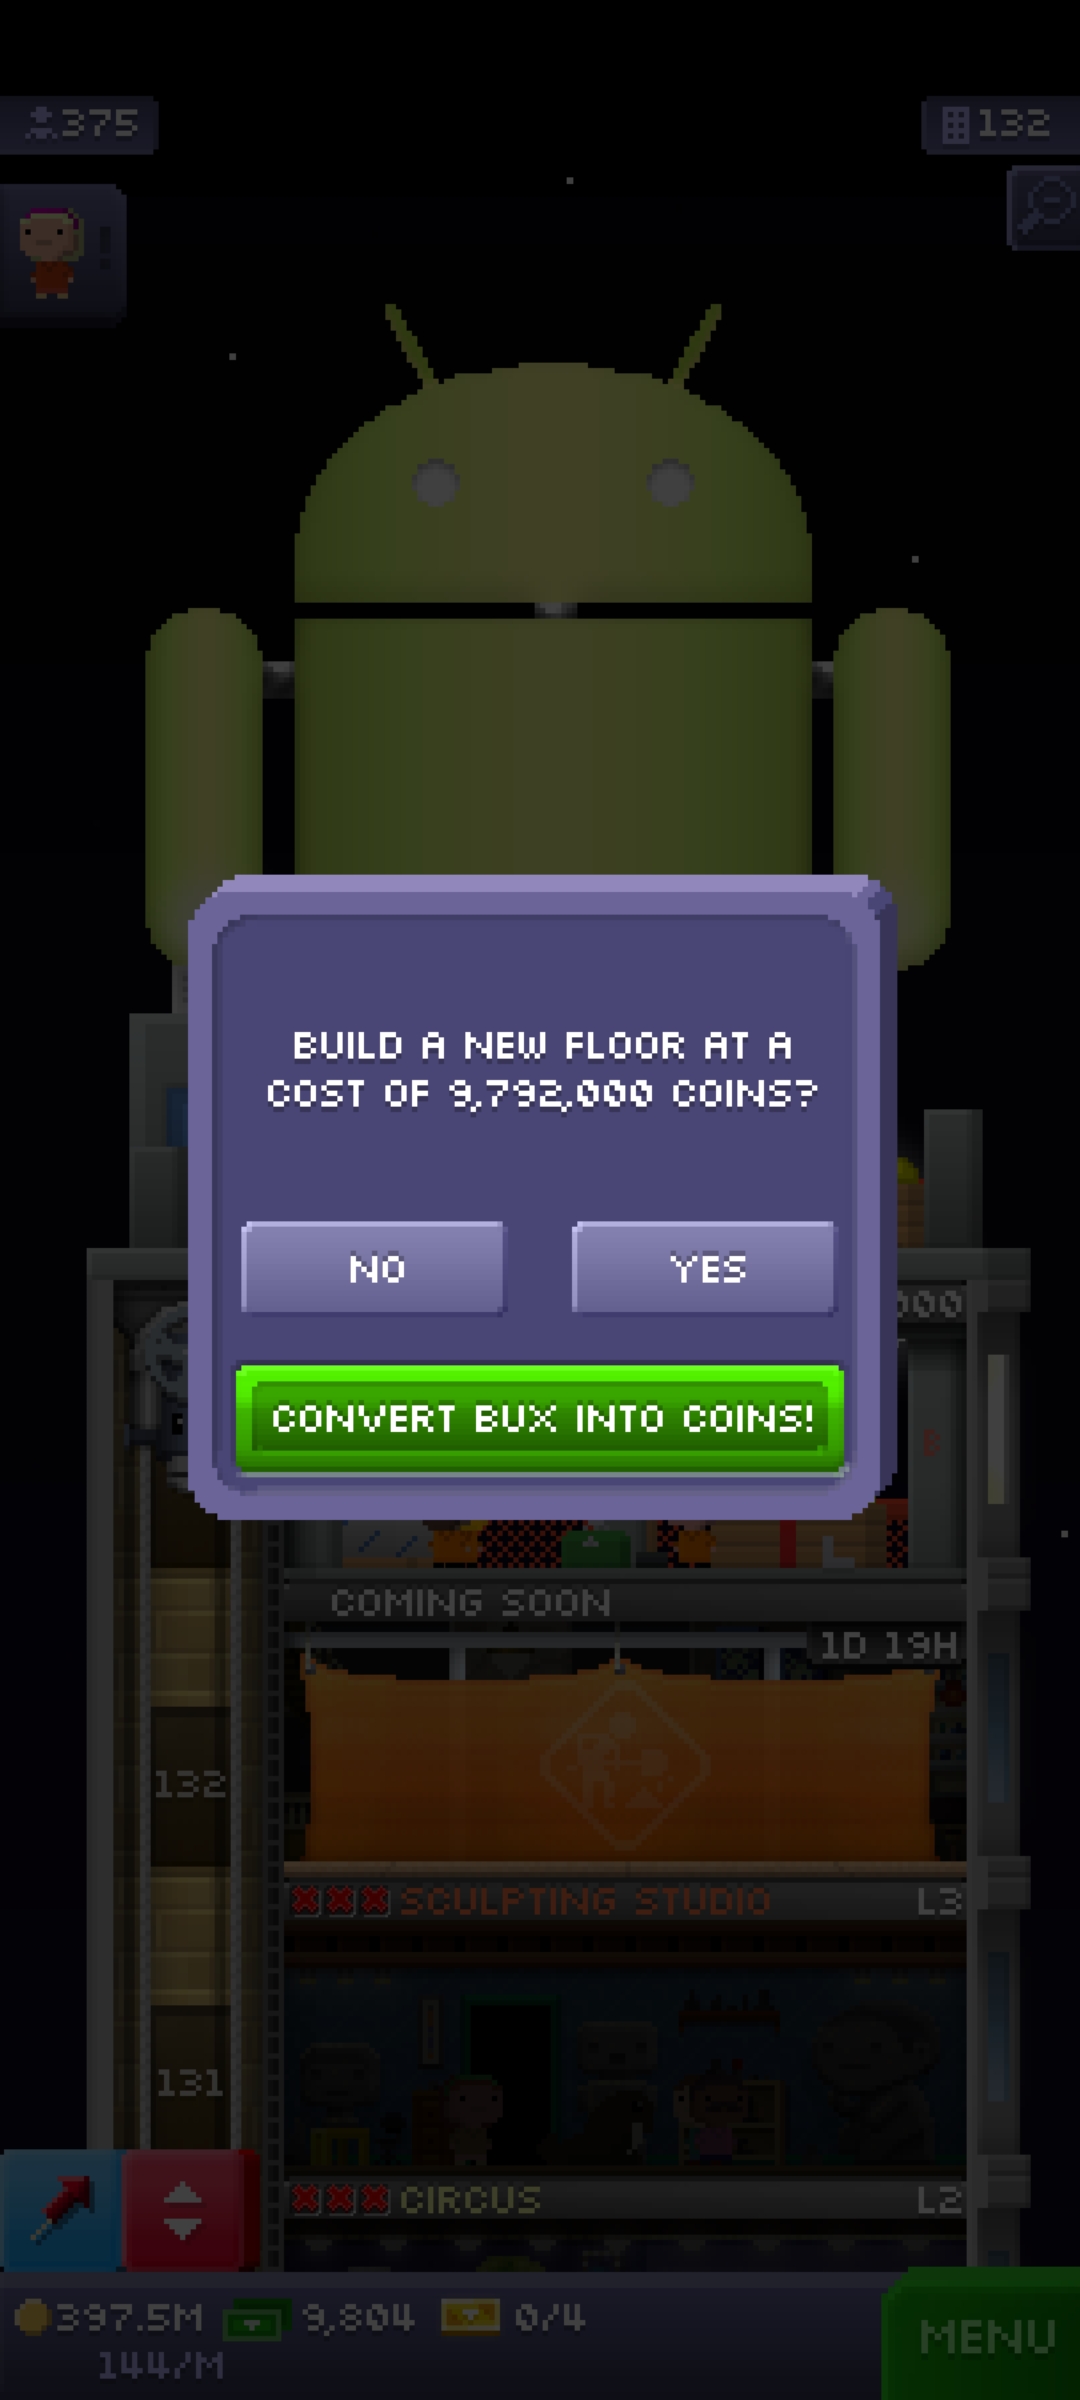 375
132
BUILD A NEW FLOOR AT A
COST OF 9,792,000 COINS?
NO
YES
000
CONVERT BUX INTO COINS!
COMING SOON
1D 19H
132
SCULPTING STUDIO
L3
131
CIRCUS
L2
397.5M
9,804
0/4
144/M
MENU